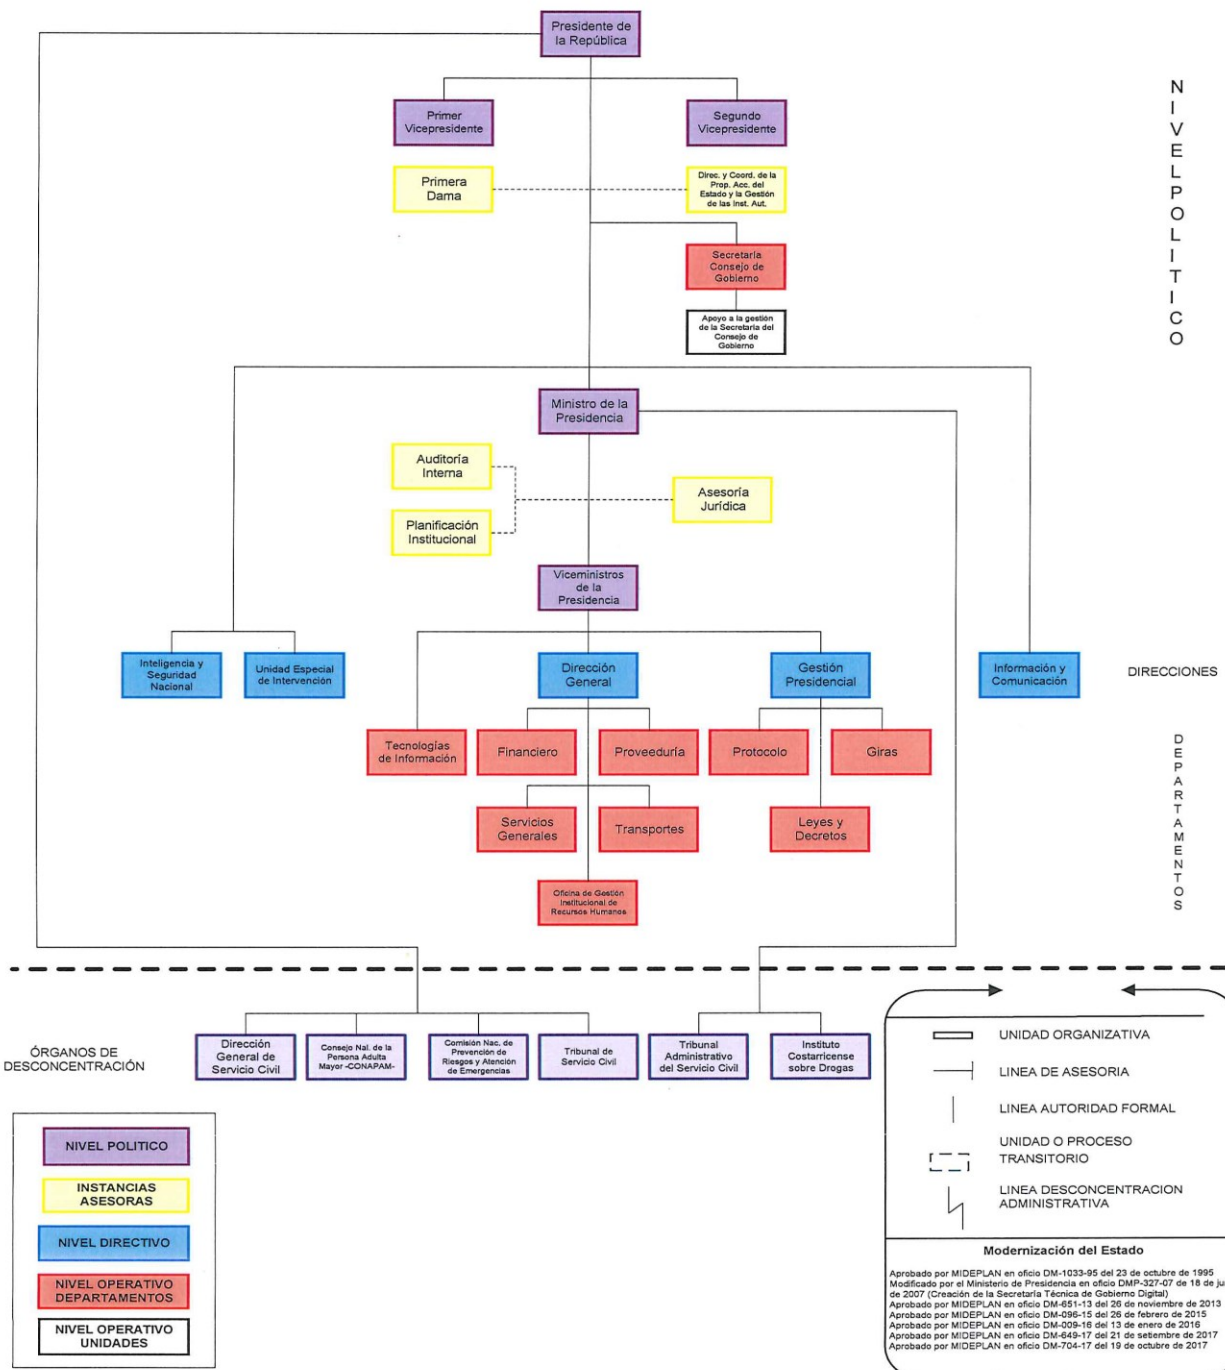 Presidente de
la República
Primer
Vicepresidente
Segundo
Vicepresidente
NIVEL POLITICO
Primera
Dama
Direc. y Coord. de la
Prop. Acc. del
Estado y la Gestión
de las Inst. Aut.
Secretaria
Consejo de
Gobierno
Apoyo a la gestión
de la Secretaria del
Consejo de
Gobierno
Ministro de la
Presidencia
Auditoría
Interna
Asesoría
Jurídica
Planificación
Institucional
Viceministros
de la
Presidencia
Inteligencia y
Seguridad
Nacional
Unidad Especial
de Intervención
Dirección
General
Gestión
Presidencial
Información y
Comunicación
DIRECCIONES
Tecnologías
de Información
Financiero
Proveeduría
Protocolo
Giras
DEPARTAMENTOS
Servicios
Generales
Transportes
Leyes y
Decretos
Oficina de Gestión
Institucional de
Recursos Humanos
ÓRGANOS DE
DESCONCENTRACIÓN
Dirección
General de
Servicio Civil
Consejo Nal. de la
Persona Adulta
Mayor -CONAPAM-
Comisión Nac. de
Prevención de
Riesgos y Atención
de Emergencias
Tribunal de
Servicio Civil
Tribunal
Administrativo
del Servicio Civil
Instituto
Costarricense
sobre Drogas
NIVEL POLITICO
INSTANCIAS
ASESORAS
NIVEL DIRECTIVO
NIVEL OPERATIVO
DEPARTAMENTOS
NIVEL OPERATIVO
UNIDADES
UNIDAD ORGANIZATIVA
LINEA DE ASESORIA
LINEA AUTORIDAD FORMAL
UNIDAD O PROCESO
TRANSITORIO
LINEA DESCONCENTRACION
ADMINISTRATIVA
Modernización del Estado
Aprobado por MIDEPLAN en oficio DM-1033-95 del 23 de octubre de 1995
Modificado por el Ministerio de Presidencia en oficio DMP-327-07 de 18 de
de 2007 (Creación de la Secretaría Técnica de Gobierno Digital)
Aprobado por MIDEPLAN en oficio DM-651-13 del 26 de noviembre de 2013
Aprobado por MIDEPLAN en oficio DM-096-15 del 26 de febrero de 2015
Aprobado por MIDEPLAN en oficio DM-009-16 del 13 de enero de 2016
Aprobado por MIDEPLAN en oficio DM-649-17 del 21 de setiembre de 2017
Aprobado por MIDEPLAN en oficio DM-704-17 del 19 de octubre de 2017